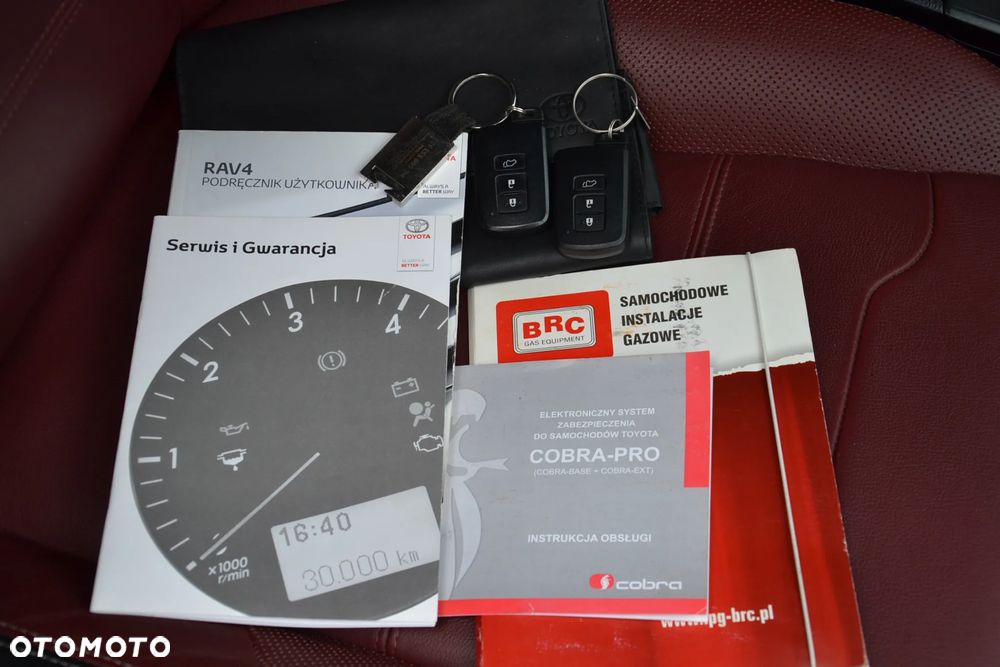 RAV4
PODRĘCZNIK UŻYTKOWNIKA
ALWAYS A
BETTER WAY
TOYOTA
Serwis i Gwarancja
TOYOTA
ALWAYS A
BETTER WAY
1
2
3
4
16:40
30.000 km
x1000
r/min
BRC
GAS EQUIPMENT
SAMOCHODOWE
INSTALACJE
GAZOWE
ELEKTRONICZNY SYSTEM
ZABEZPIECZENIA
DO SAMOCHODÓW TOYOTA
COBRA-PRO
(COBRA-BASE + COBRA-EXT)
INSTRUKCJA OBSŁUGI
cobra
pg-brc.pl
OTOMOTO